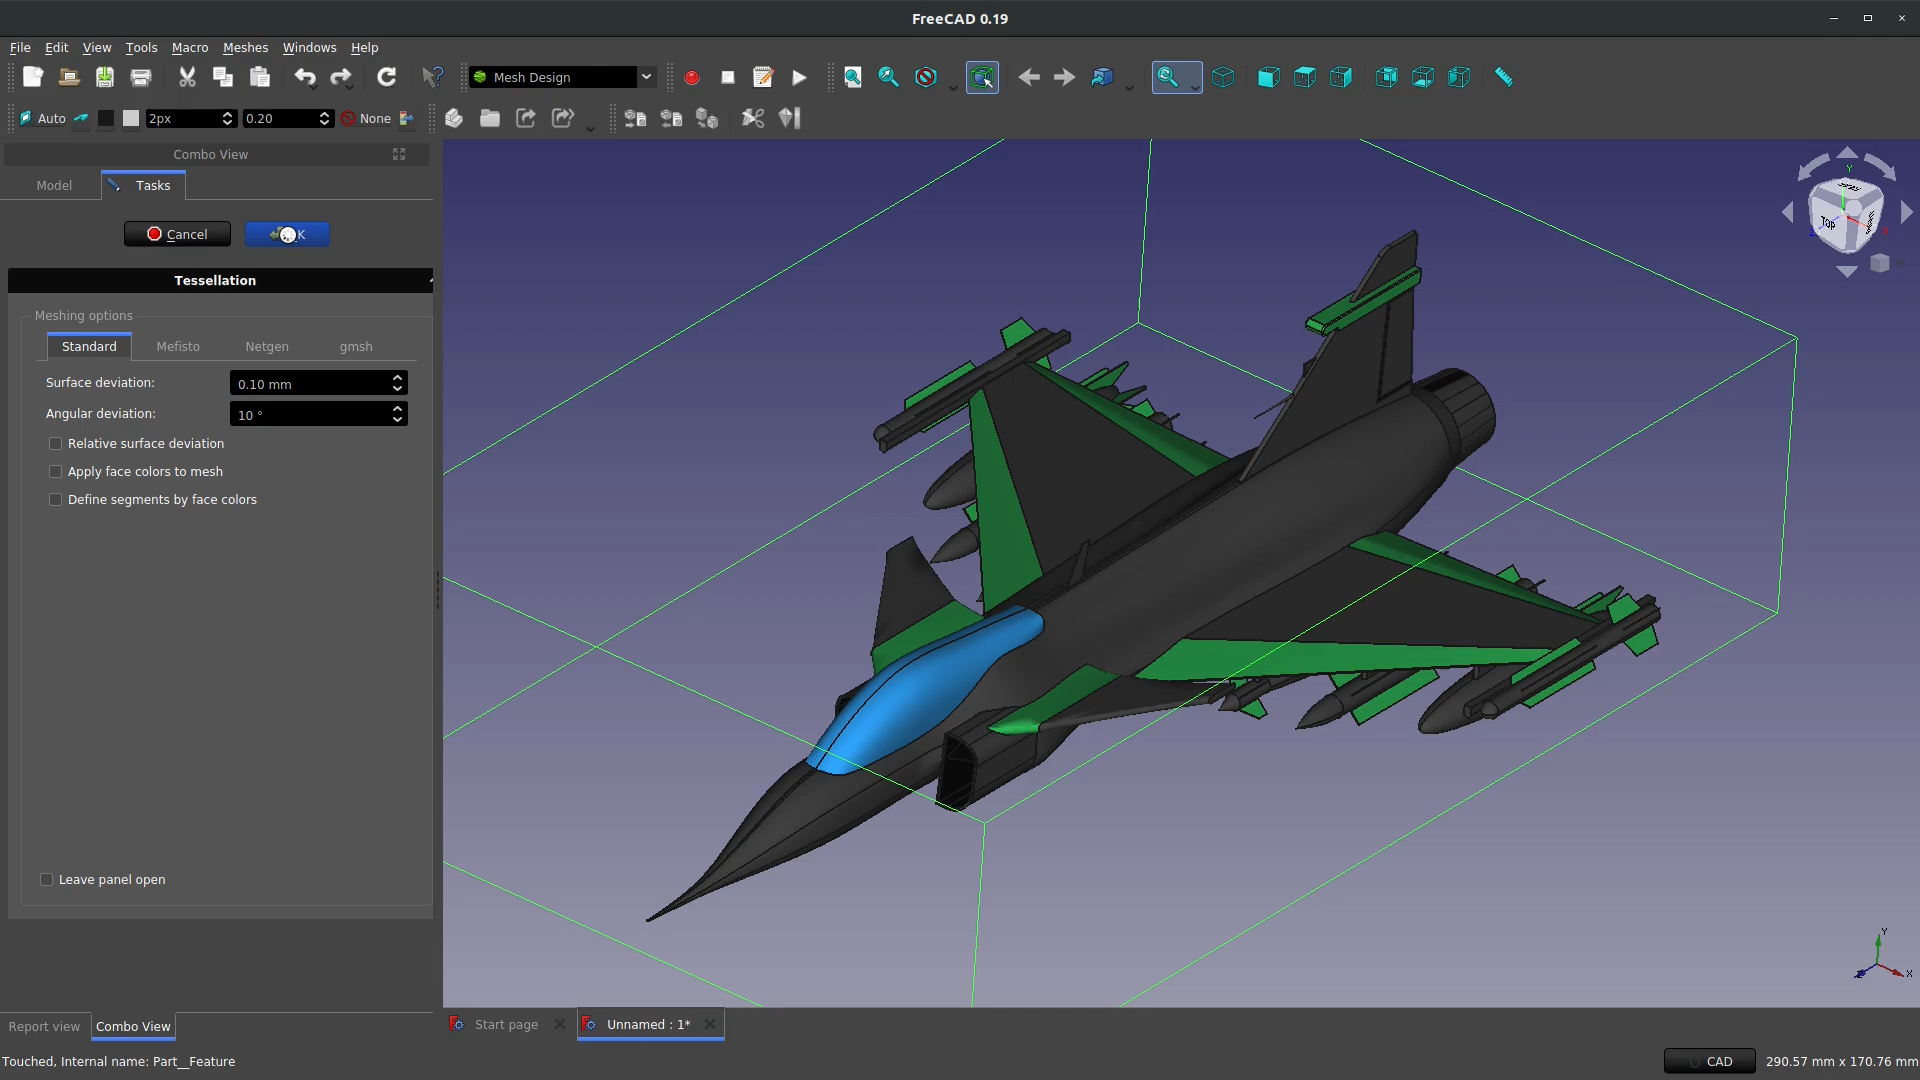 FreeCAD 0.19
File Edit View Tools Macro Meshes Windows Help
Mesh Design
Auto 2px 0.20 None
Combo View
Model Tasks
Cancel K
Tessellation
Meshing options
Standard Mefisto Netgen gmsh
Surface deviation: 0.10 mm
Angular deviation: 10 °
Relative surface deviation
Apply face colors to mesh
Define segments by face colors
Leave panel open
Top
Y
X
Z
Y
X
Report view Combo View
Start page Unnamed : 1*
Touched, Internal name: Part__Feature
CAD 290.57 mm x 170.76 mm